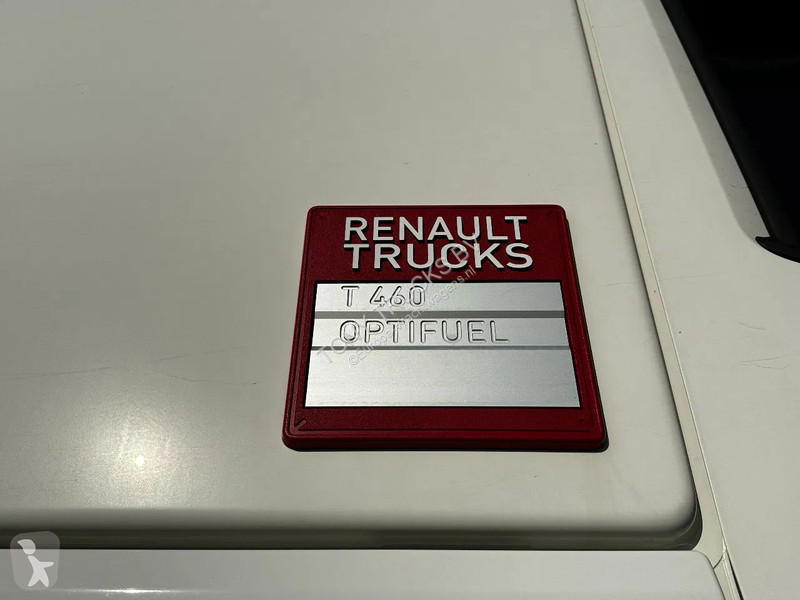 RENAULT
TRUCKS
T 460
OPTIFUEL